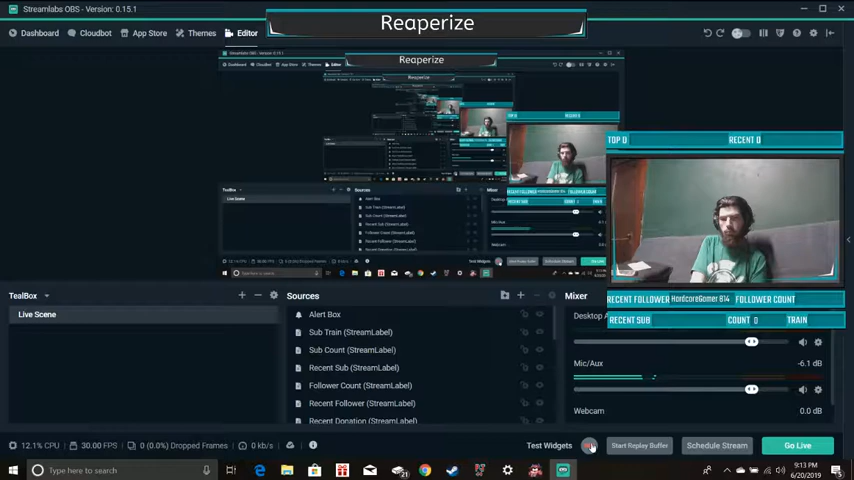 Streamlabs OBS - Version: 0.15.1
Reaperize
Dashboard
Cloudbot
App Store
Themes
Editor
Reaperize
TOP 0
RECENT 0
RECENT FOLLOWER HardcoreGamer 614 FOLLOWER COUNT
RECENT SUB COUNT 0 TRAIN
TealBox
Live Scene
Sources
Alert Box
Sub Train (StreamLabel)
Sub Count (StreamLabel)
Recent Sub (StreamLabel)
Follower Count (StreamLabel)
Recent Follower (StreamLabel)
Recent Donation (StreamLabel)
Mixer
Desktop A
Mic/Aux -6.1 dB
Webcam 0.0 dB
12.1% CPU
30.00 FPS
0 (0.0%) Dropped Frames
0 kb/s
Test Widgets
Start Replay Buffer
Schedule Stream
Go Live
Type here to search
21
9:13 PM
6/20/2019